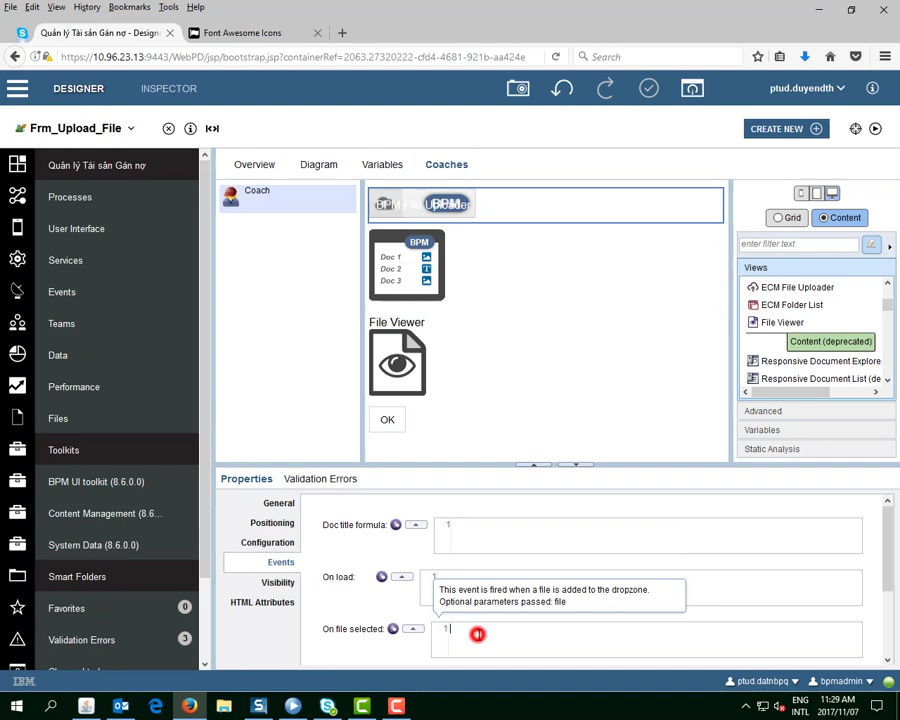 File Edit View History Bookmarks Tools Help
Quản lý Tài sản Gán nợ - Designe
Font Awesome Icons
https://10.96.23.13:9443/WebPD/jsp/bootstrap.jsp?containerRef=2063.27320222-cfd4-4681-921b-aa424e
Search
DESIGNER INSPECTOR
ptud.duyendth
Frm_Upload_File
CREATE NEW
Quản lý Tài sản Gán nợ
Processes
User Interface
Services
Events
Teams
Data
Performance
Files
Toolkits
BPM UI toolkit (8.6.0.0)
Content Management (8.6...
System Data (8.6.0.0)
Smart Folders
Favorites 0
Validation Errors 3
Overview Diagram Variables Coaches
Coach
BPM File Uploader
BPM
BPM
Doc 1
Doc 2 T
Doc 3
File Viewer
OK
Grid Content
enter filter text
Views
ECM File Uploader
ECM Folder List
File Viewer
Content (deprecated)
Responsive Document Explore
Responsive Document List (de
Advanced
Variables
Static Analysis
Properties Validation Errors
General
Positioning
Configuration
Events
Visibility
HTML Attributes
Doc title formula: 1
On load: 1
This event is fired when a file is added to the dropzone.
Optional parameters passed: file
On file selected: 1
IBM
ptud.datnbpq bpmadmin
ENG
INTL
11:29 AM
2017/11/07